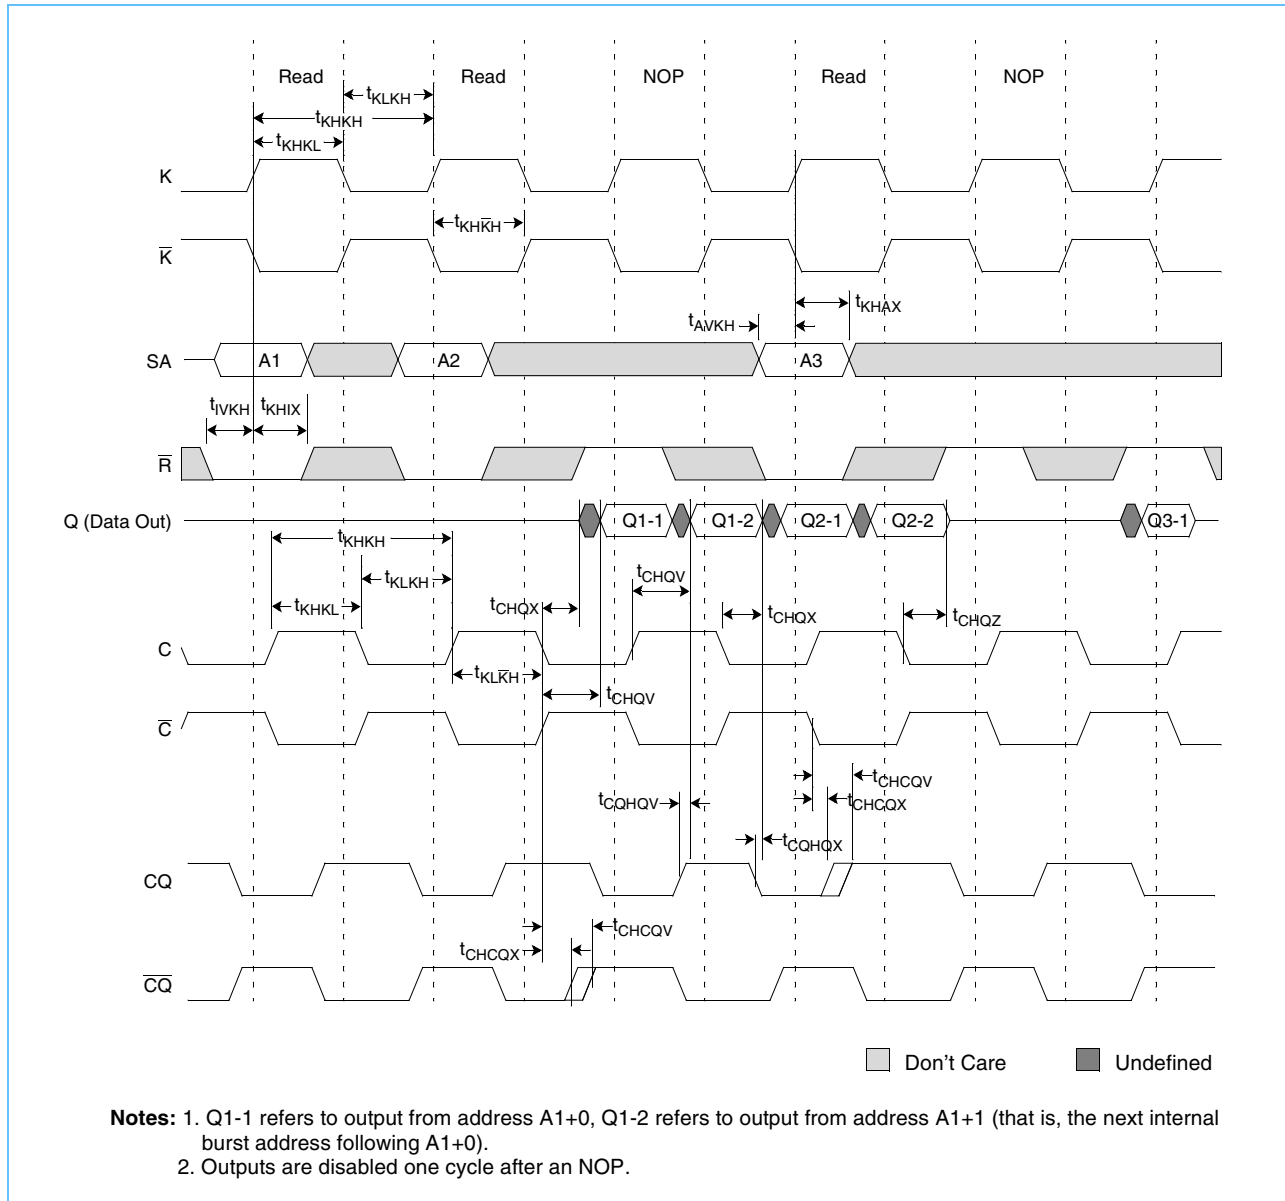 Read Read NOP Read NOP
tKLKH
tKHKH
tKHKL
K
tKHK̅H
K̅
tKHAX
tAVKH
SA A1 A2 A3
tIVKH tKHIX
R̅
Q (Data Out) Q1-1 Q1-2 Q2-1 Q2-2 Q3-1
tKHKH
tCHQV
tKLKH
tKHKL tCHQX tCHQX tCHQZ
C
tKLK̅H
tCHQV
C̅
tCHCQV
tCQHQV tCHCQX
tCQHQX
CQ
tCHCQV
tCHCQX
C̅Q̅
Don't Care Undefined
Notes: 1. Q1-1 refers to output from address A1+0, Q1-2 refers to output from address A1+1 (that is, the next internal
burst address following A1+0).
2. Outputs are disabled one cycle after an NOP.